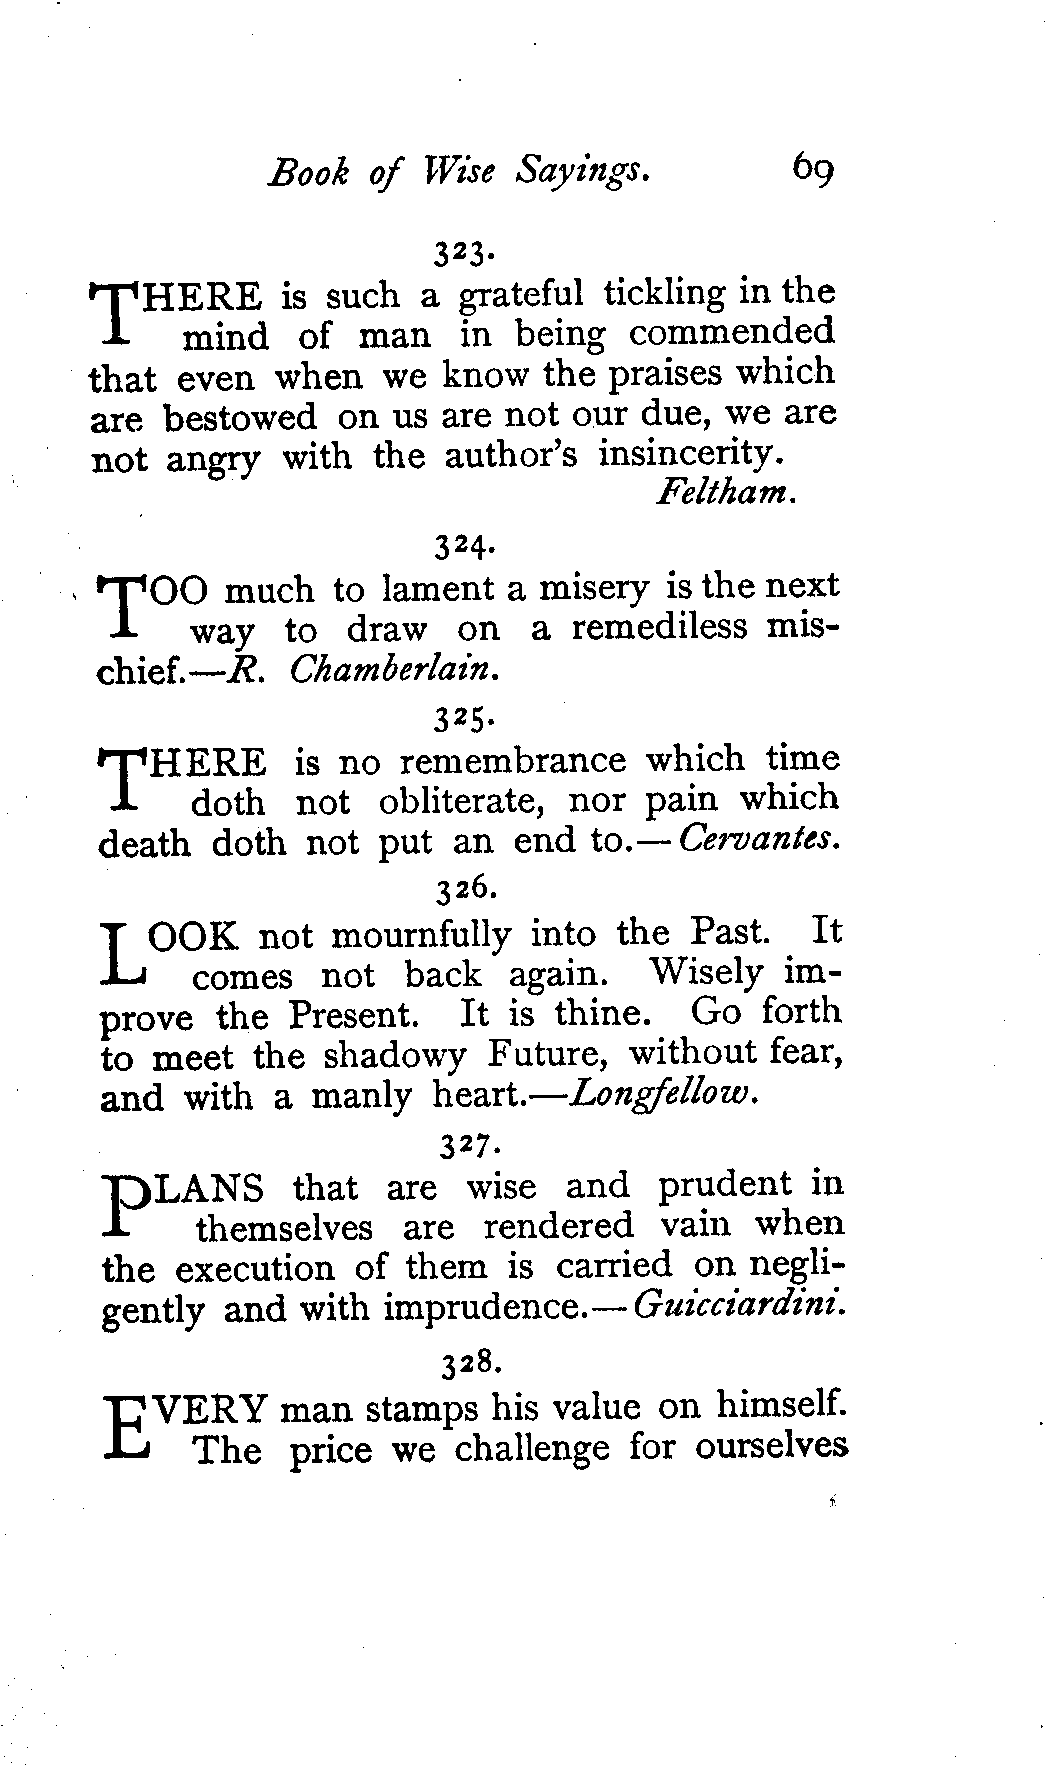 Book of Wise Sayings. 69
323.
THERE is such a grateful tickling in the
mind of man in being commended
that even when we know the praises which
are bestowed on us are not our due, we are
not angry with the author's insincerity.
Feltham.
324.
TOO much to lament a misery is the next
way to draw on a remediless mis-
chief.—R. Chamberlain.
325.
THERE is no remembrance which time
doth not obliterate, nor pain which
death doth not put an end to.—Cervantes.
326.
LOOK not mournfully into the Past. It
comes not back again. Wisely im-
prove the Present. It is thine. Go forth
to meet the shadowy Future, without fear,
and with a manly heart.—Longfellow.
327.
PLANS that are wise and prudent in
themselves are rendered vain when
the execution of them is carried on negli-
gently and with imprudence.—Guicciardini.
328.
EVERY man stamps his value on himself.
The price we challenge for ourselves